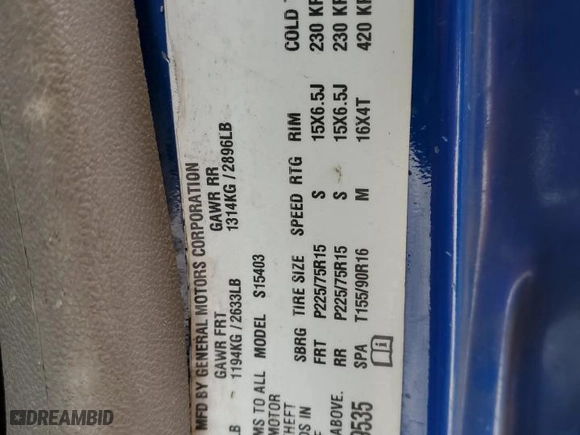 MFD BY GENERAL MOTORS CORPORATION
GAWR FRT GAWR RR
LB 1194KG / 2633LB 1314KG / 2896LB
MS TO ALL MODEL S15403
MOTOR
HEFT SBRG TIRE SIZE SPEED RTG RIM COLD
DS IN FRT P225/75R15 S 15X6.5J 230 KP
RR P225/75R15 S 15X6.5J 230 KP
ABOVE. SPA T155/90R16 M 16X4T 420 KP
9535
DREAMBID